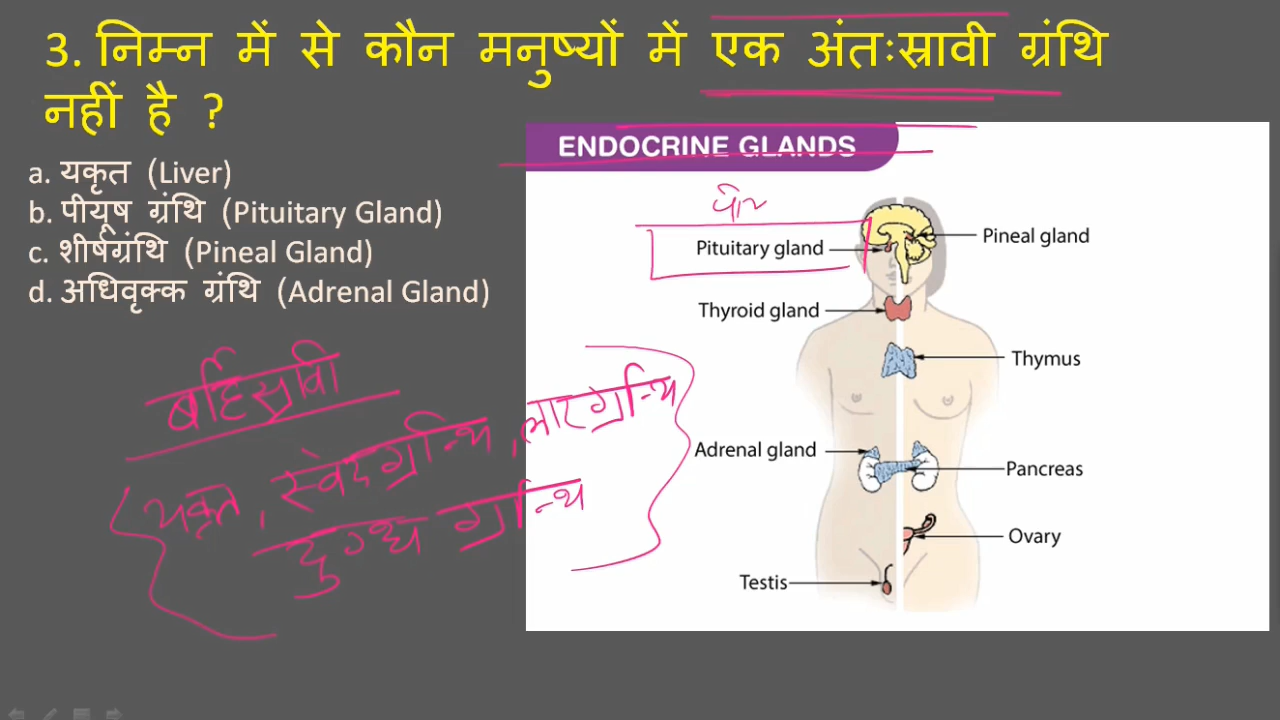 3. निम्न में से कौन मनुष्यों में एक अंतःस्रावी ग्रंथि
नहीं है ?
a. यकृत (Liver)
b. पीयूष ग्रंथि (Pituitary Gland)
c. शीर्षग्रंथि (Pineal Gland)
d. अधिवृक्क ग्रंथि (Adrenal Gland)
बर्हिस्रावी
यकृत, स्वेदग्रन्थि, लारग्रन्थि
दुग्ध ग्रन्थि
ENDOCRINE GLANDS
Pituitary gland
Pineal gland
Thyroid gland
Thymus
Adrenal gland
Pancreas
Ovary
Testis